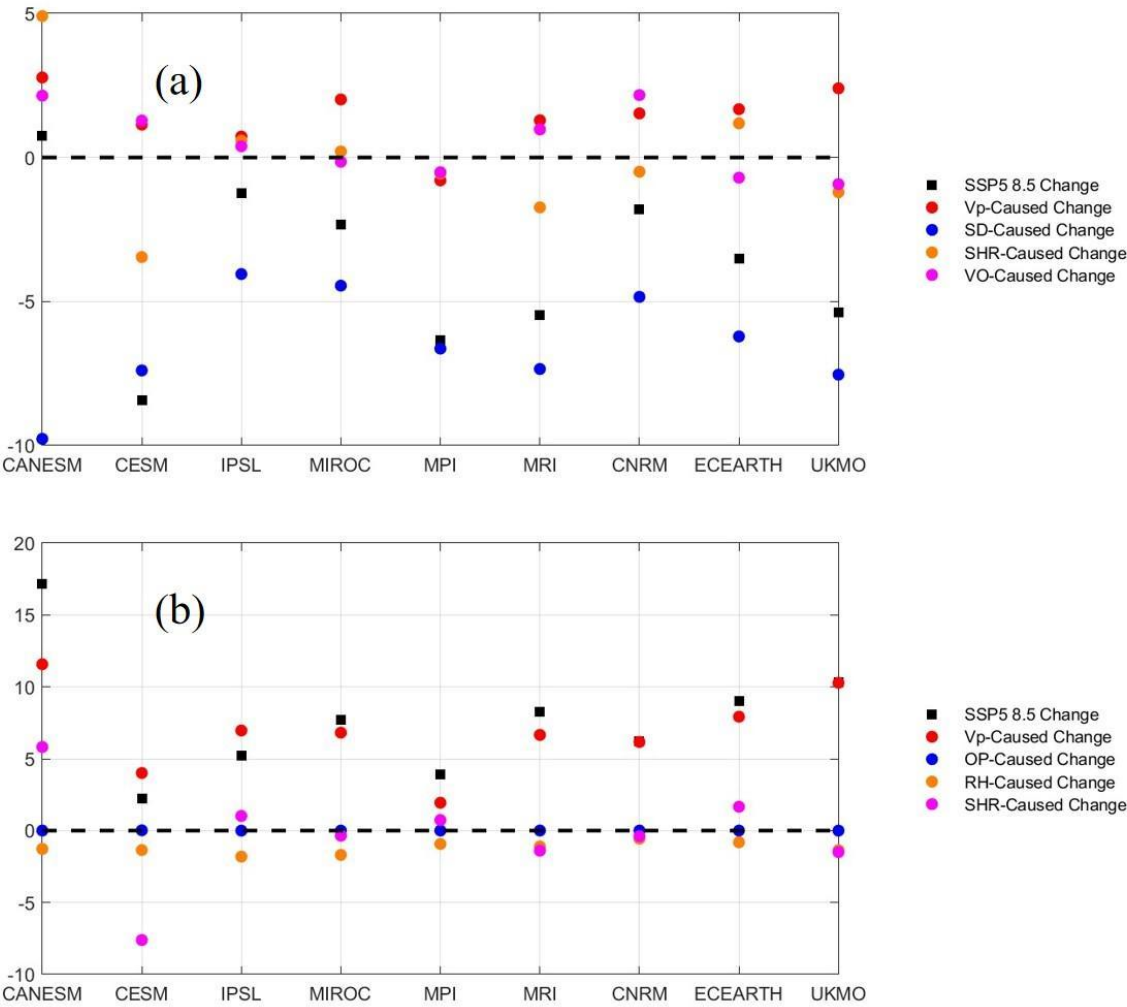 5
(a)
0
-5
-10
CANESM CESM IPSL MIROC MPI MRI CNRM ECEARTH UKMO
SSP5 8.5 Change
Vp-Caused Change
SD-Caused Change
SHR-Caused Change
VO-Caused Change
20
15
(b)
10
5
0
-5
-10
CANESM CESM IPSL MIROC MPI MRI CNRM ECEARTH UKMO
SSP5 8.5 Change
Vp-Caused Change
OP-Caused Change
RH-Caused Change
SHR-Caused Change